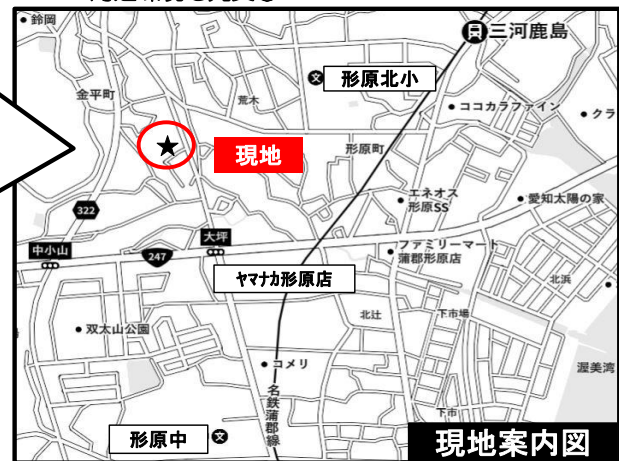 鈴岡
三河鹿島
文
形原北小
金平町
荒木
ココカラファイン
クラ
現地
形原町
エネオス
形原SS
愛知太陽の家
322
大坪
中小山
247
ファミリーマート
蒲郡形原店
ヤマナカ形原店
北浜
北辻
下市場
双太山公園
コメリ
渥美湾
名鉄蒲郡線
下市
形原中
文
現地案内図